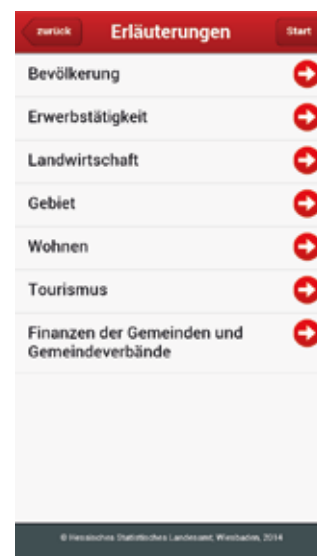 zurück Erläuterungen Start
Bevölkerung
Erwerbstätigkeit
Landwirtschaft
Gebiet
Wohnen
Tourismus
Finanzen der Gemeinden und
Gemeindeverbände
© Hessisches Statistisches Landesamt, Wiesbaden, 2014